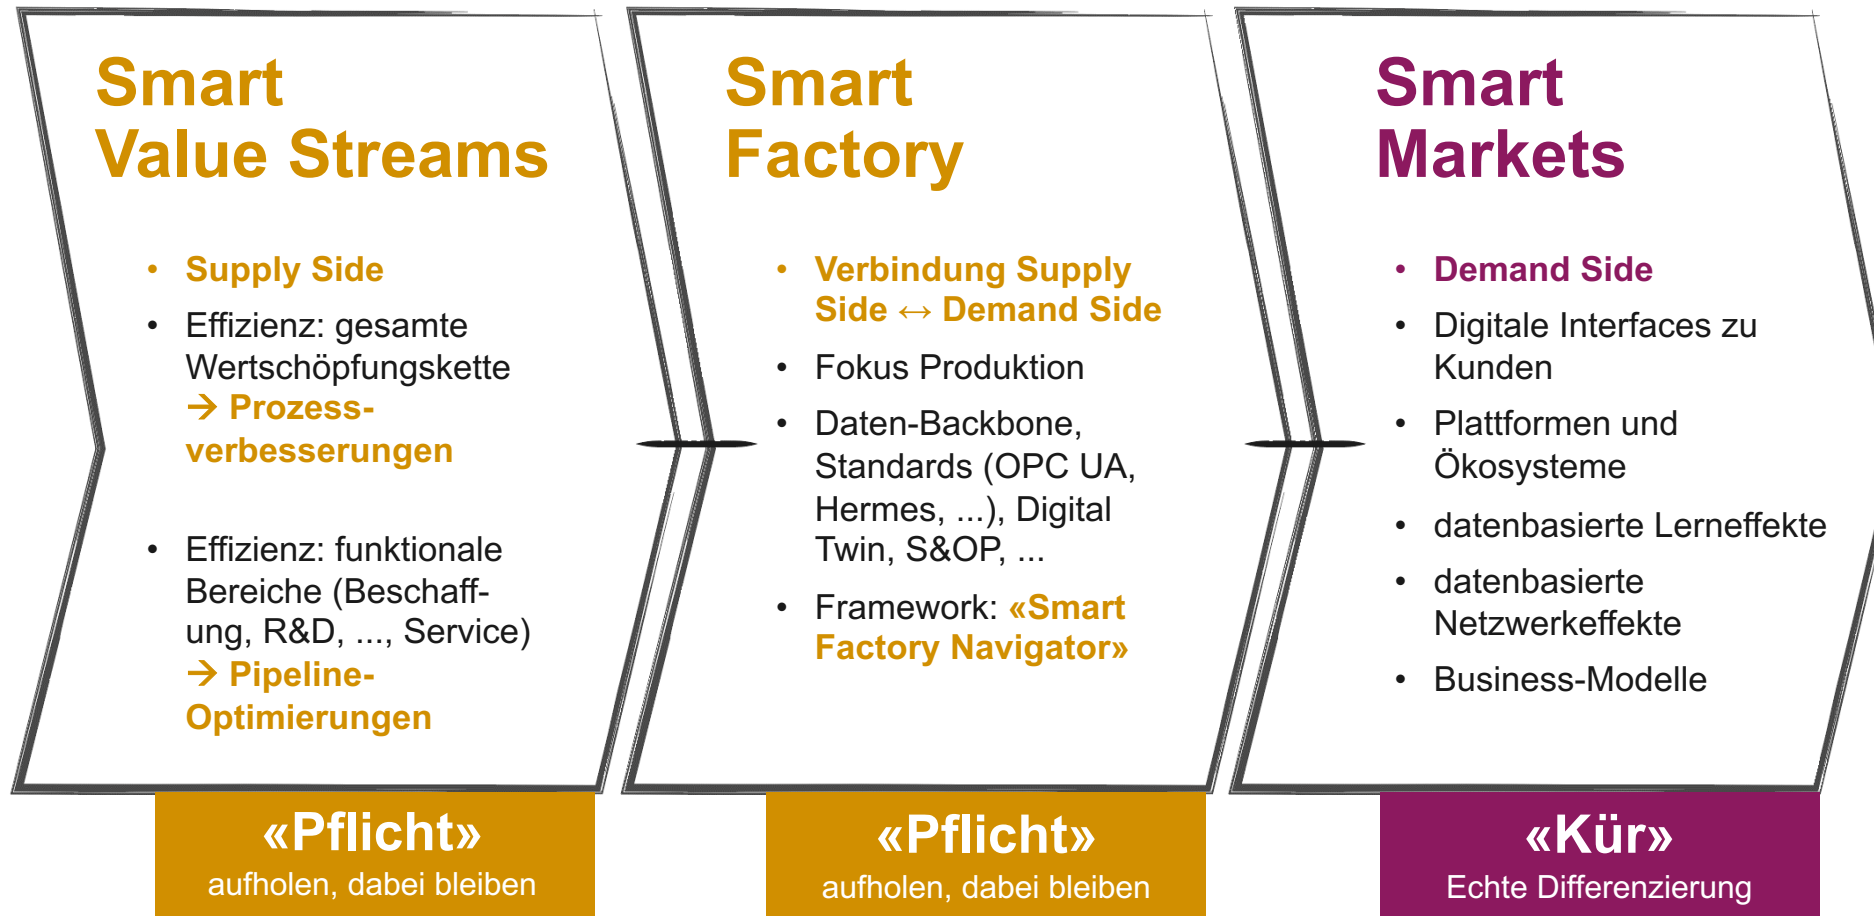 Smart
Value Streams
• Supply Side
• Effizienz: gesamte
Wertschöpfungskette
→ Prozess-
verbesserungen
• Effizienz: funktionale
Bereiche (Beschaff-
ung, R&D, ..., Service)
→ Pipeline-
Optimierungen
«Pflicht»
aufholen, dabei bleiben
Smart
Factory
• Verbindung Supply
Side ↔ Demand Side
• Fokus Produktion
• Daten-Backbone,
Standards (OPC UA,
Hermes, ...), Digital
Twin, S&OP, ...
• Framework: «Smart
Factory Navigator»
«Pflicht»
aufholen, dabei bleiben
Smart
Markets
• Demand Side
• Digitale Interfaces zu
Kunden
• Plattformen und
Ökosysteme
• datenbasierte Lerneffekte
• datenbasierte
Netzwerkeffekte
• Business-Modelle
«Kür»
Echte Differenzierung